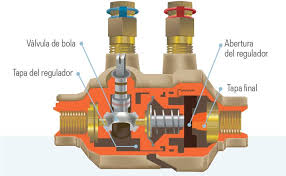 Válvula de bola
Tapa del regulador
Abertura
del regulador
Tapa final